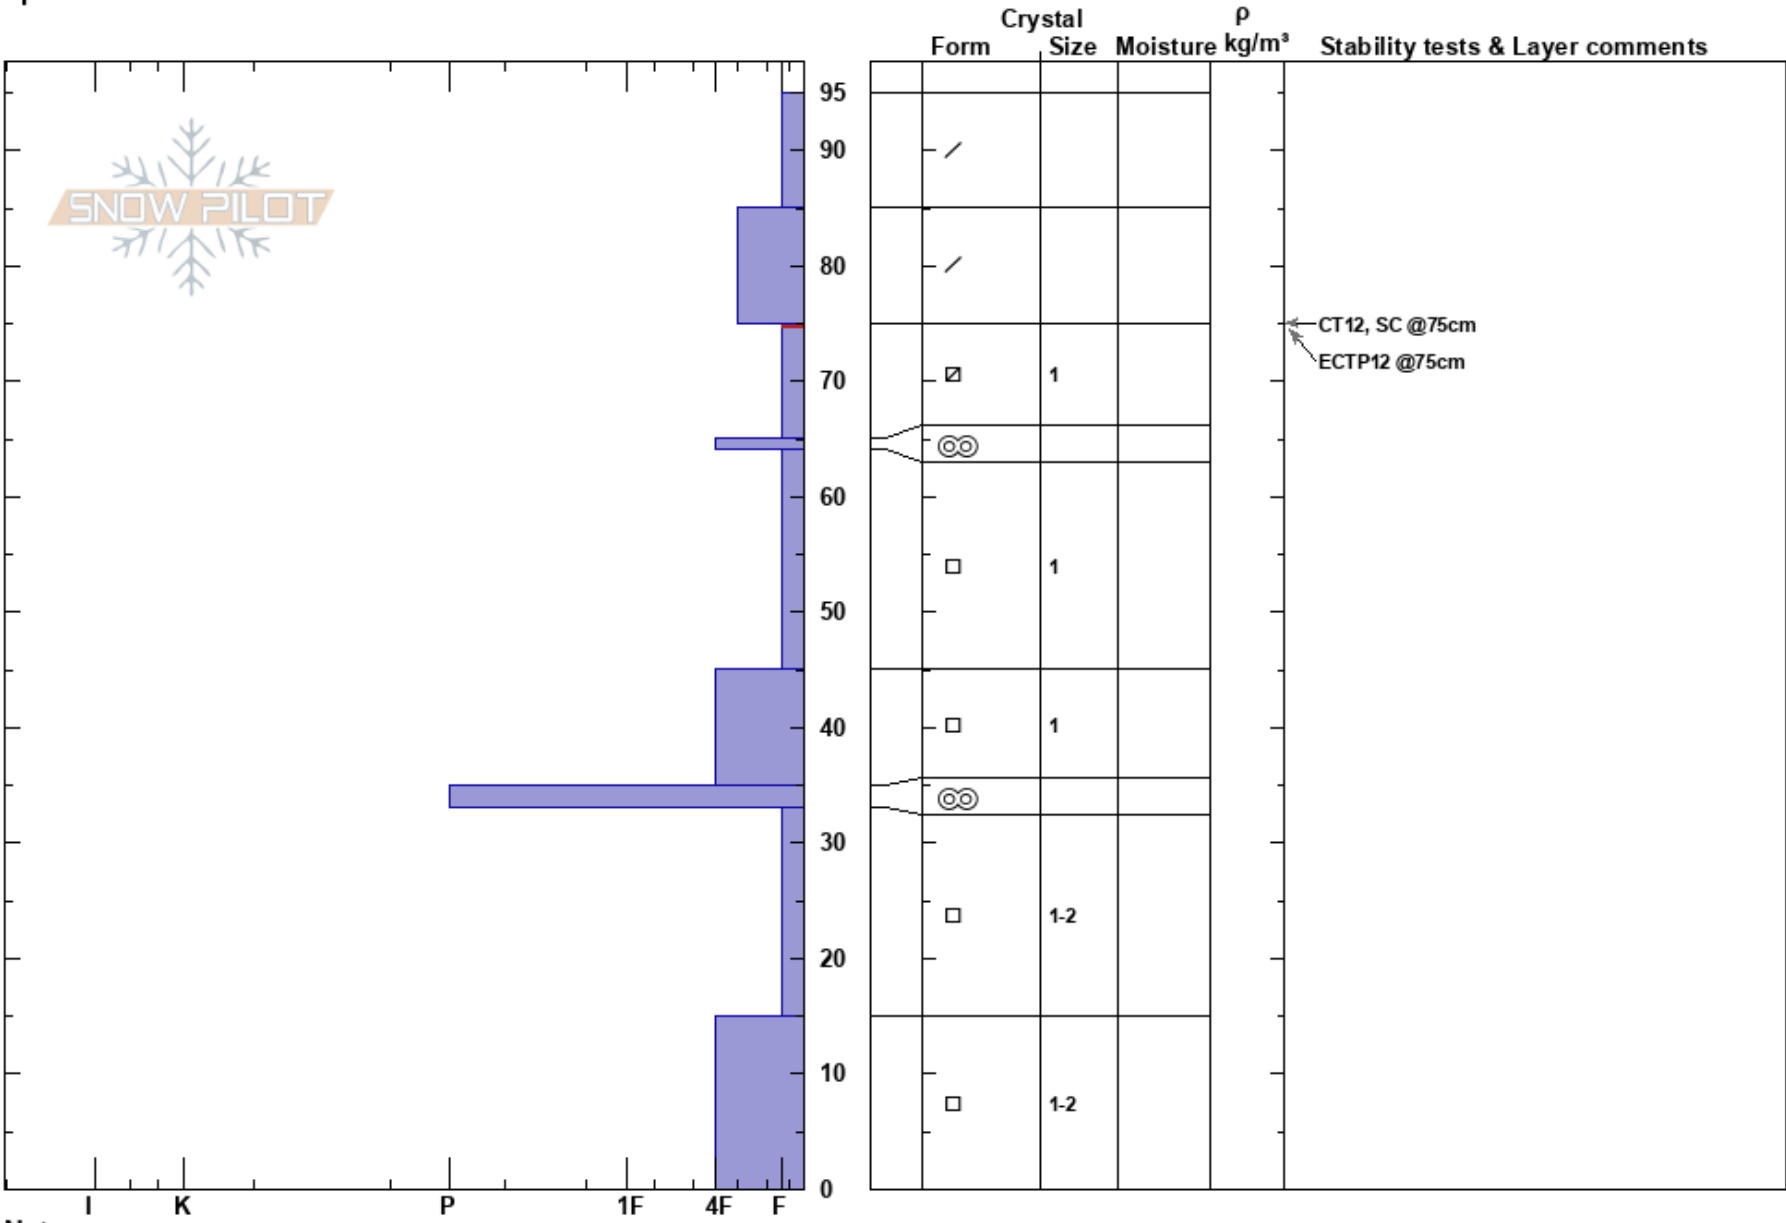 Crystal ρ
Form Size Moisture kg/m³ Stability tests & Layer comments
SNOW PILOT
95
90
80
CT12, SC @75cm
ECTP12 @75cm
70 1
60
1
50
40 1
30
1-2
20
10
1-2
0
I K P 1F 4F F